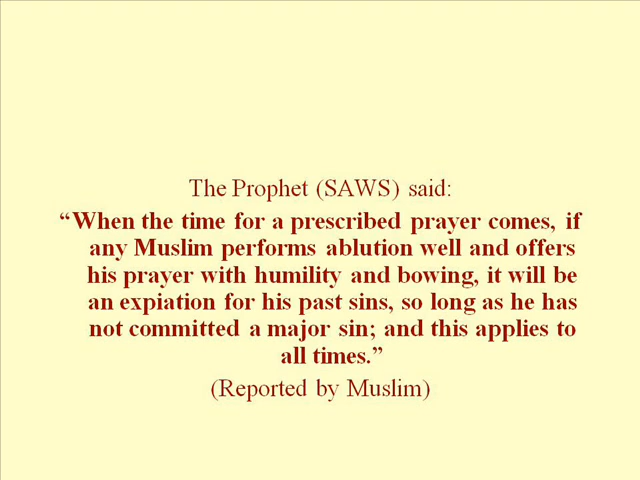 The Prophet (SAWS) said:
“When the time for a prescribed prayer comes, if
any Muslim performs ablution well and offers
his prayer with humility and bowing, it will be
an expiation for his past sins, so long as he has
not committed a major sin; and this applies to
all times.”
(Reported by Muslim)